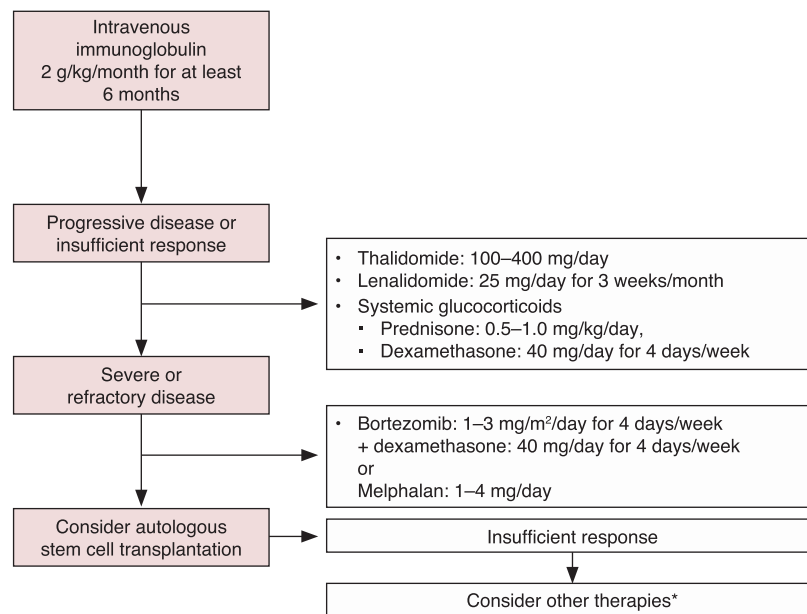 Intravenous
immunoglobulin
2 g/kg/month for at least
6 months
Progressive disease or
insufficient response
• Thalidomide: 100–400 mg/day
• Lenalidomide: 25 mg/day for 3 weeks/month
• Systemic glucocorticoids
▪ Prednisone: 0.5–1.0 mg/kg/day,
▪ Dexamethasone: 40 mg/day for 4 days/week
Severe or
refractory disease
• Bortezomib: 1–3 mg/m²/day for 4 days/week
+ dexamethasone: 40 mg/day for 4 days/week
or
Melphalan: 1–4 mg/day
Consider autologous
stem cell transplantation
Insufficient response
Consider other therapies*